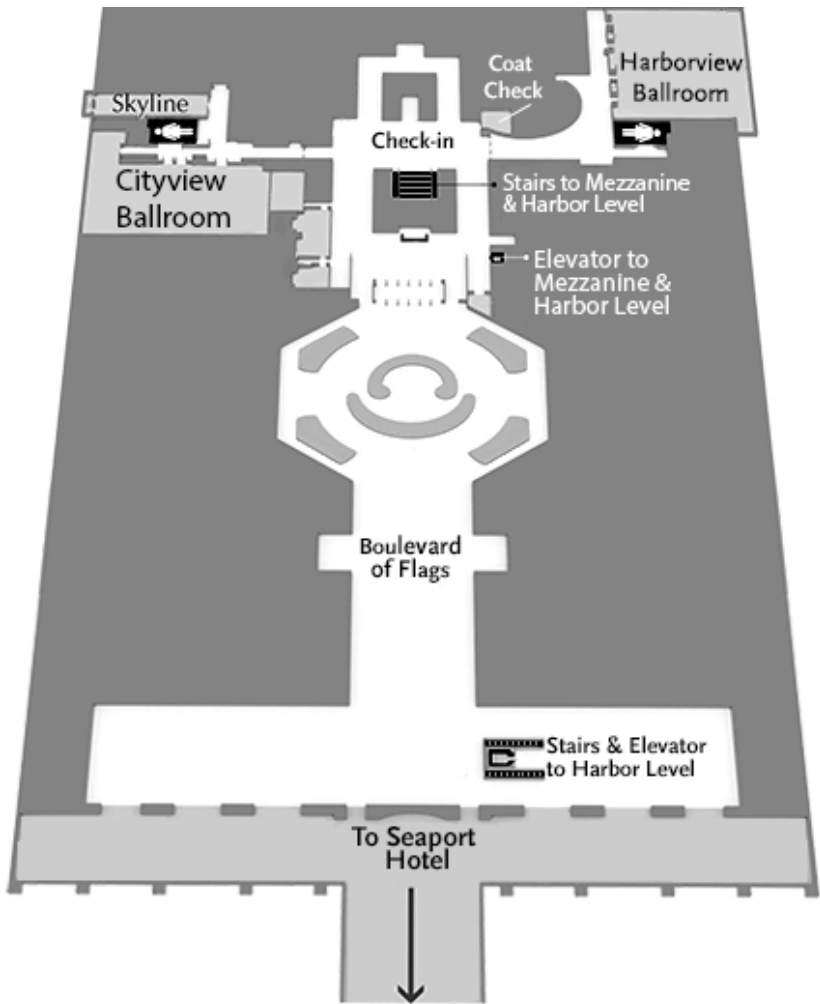 Coat
Check
Harborview
Ballroom
Skyline
Check-in
Cityview
Ballroom
Stairs to Mezzanine
& Harbor Level
Elevator to
Mezzanine &
Harbor Level
Boulevard
of Flags
Stairs & Elevator
to Harbor Level
To Seaport
Hotel